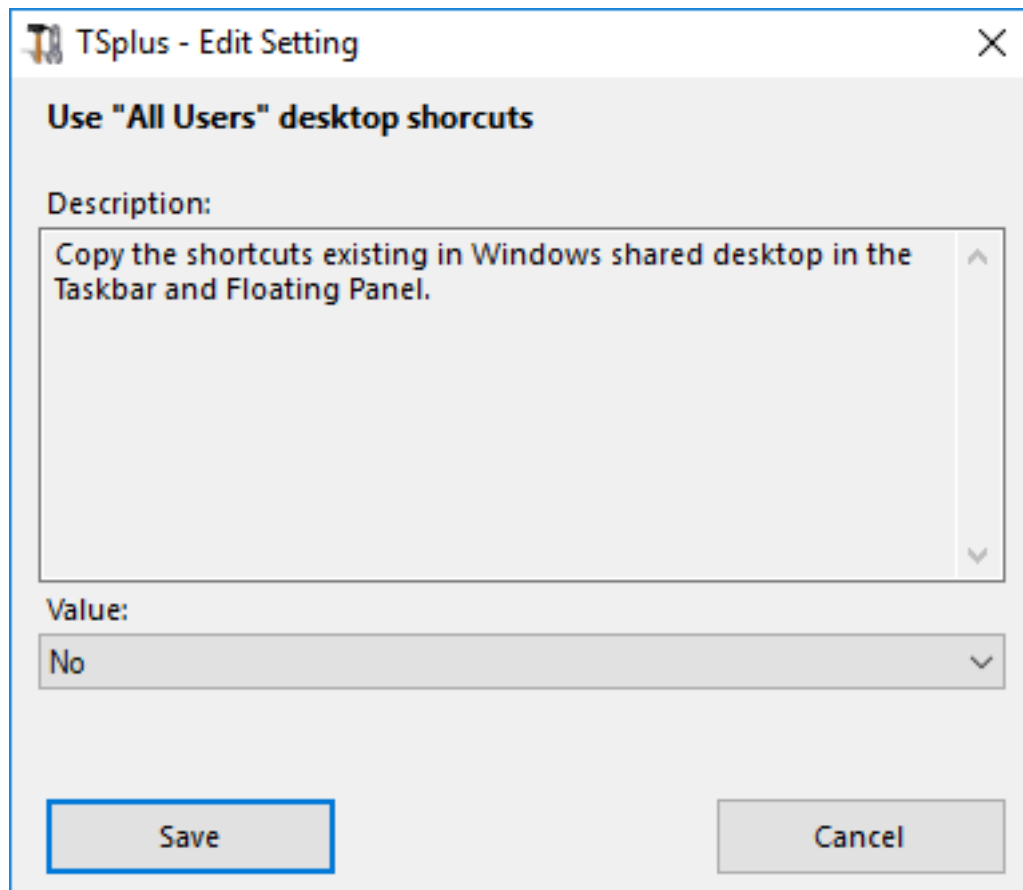 TSplus - Edit Setting
Use "All Users" desktop shorcuts
Description:
Copy the shortcuts existing in Windows shared desktop in the
Taskbar and Floating Panel.
Value:
No
Save
Cancel